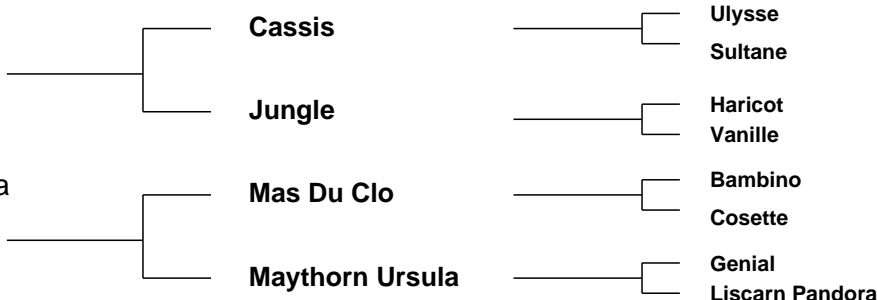 Cassis
Ulysse
Sultane
Jungle
Haricot
Vanille
a
Mas Du Clo
Bambino
Cosette
Maythorn Ursula
Genial
Liscarn Pandora